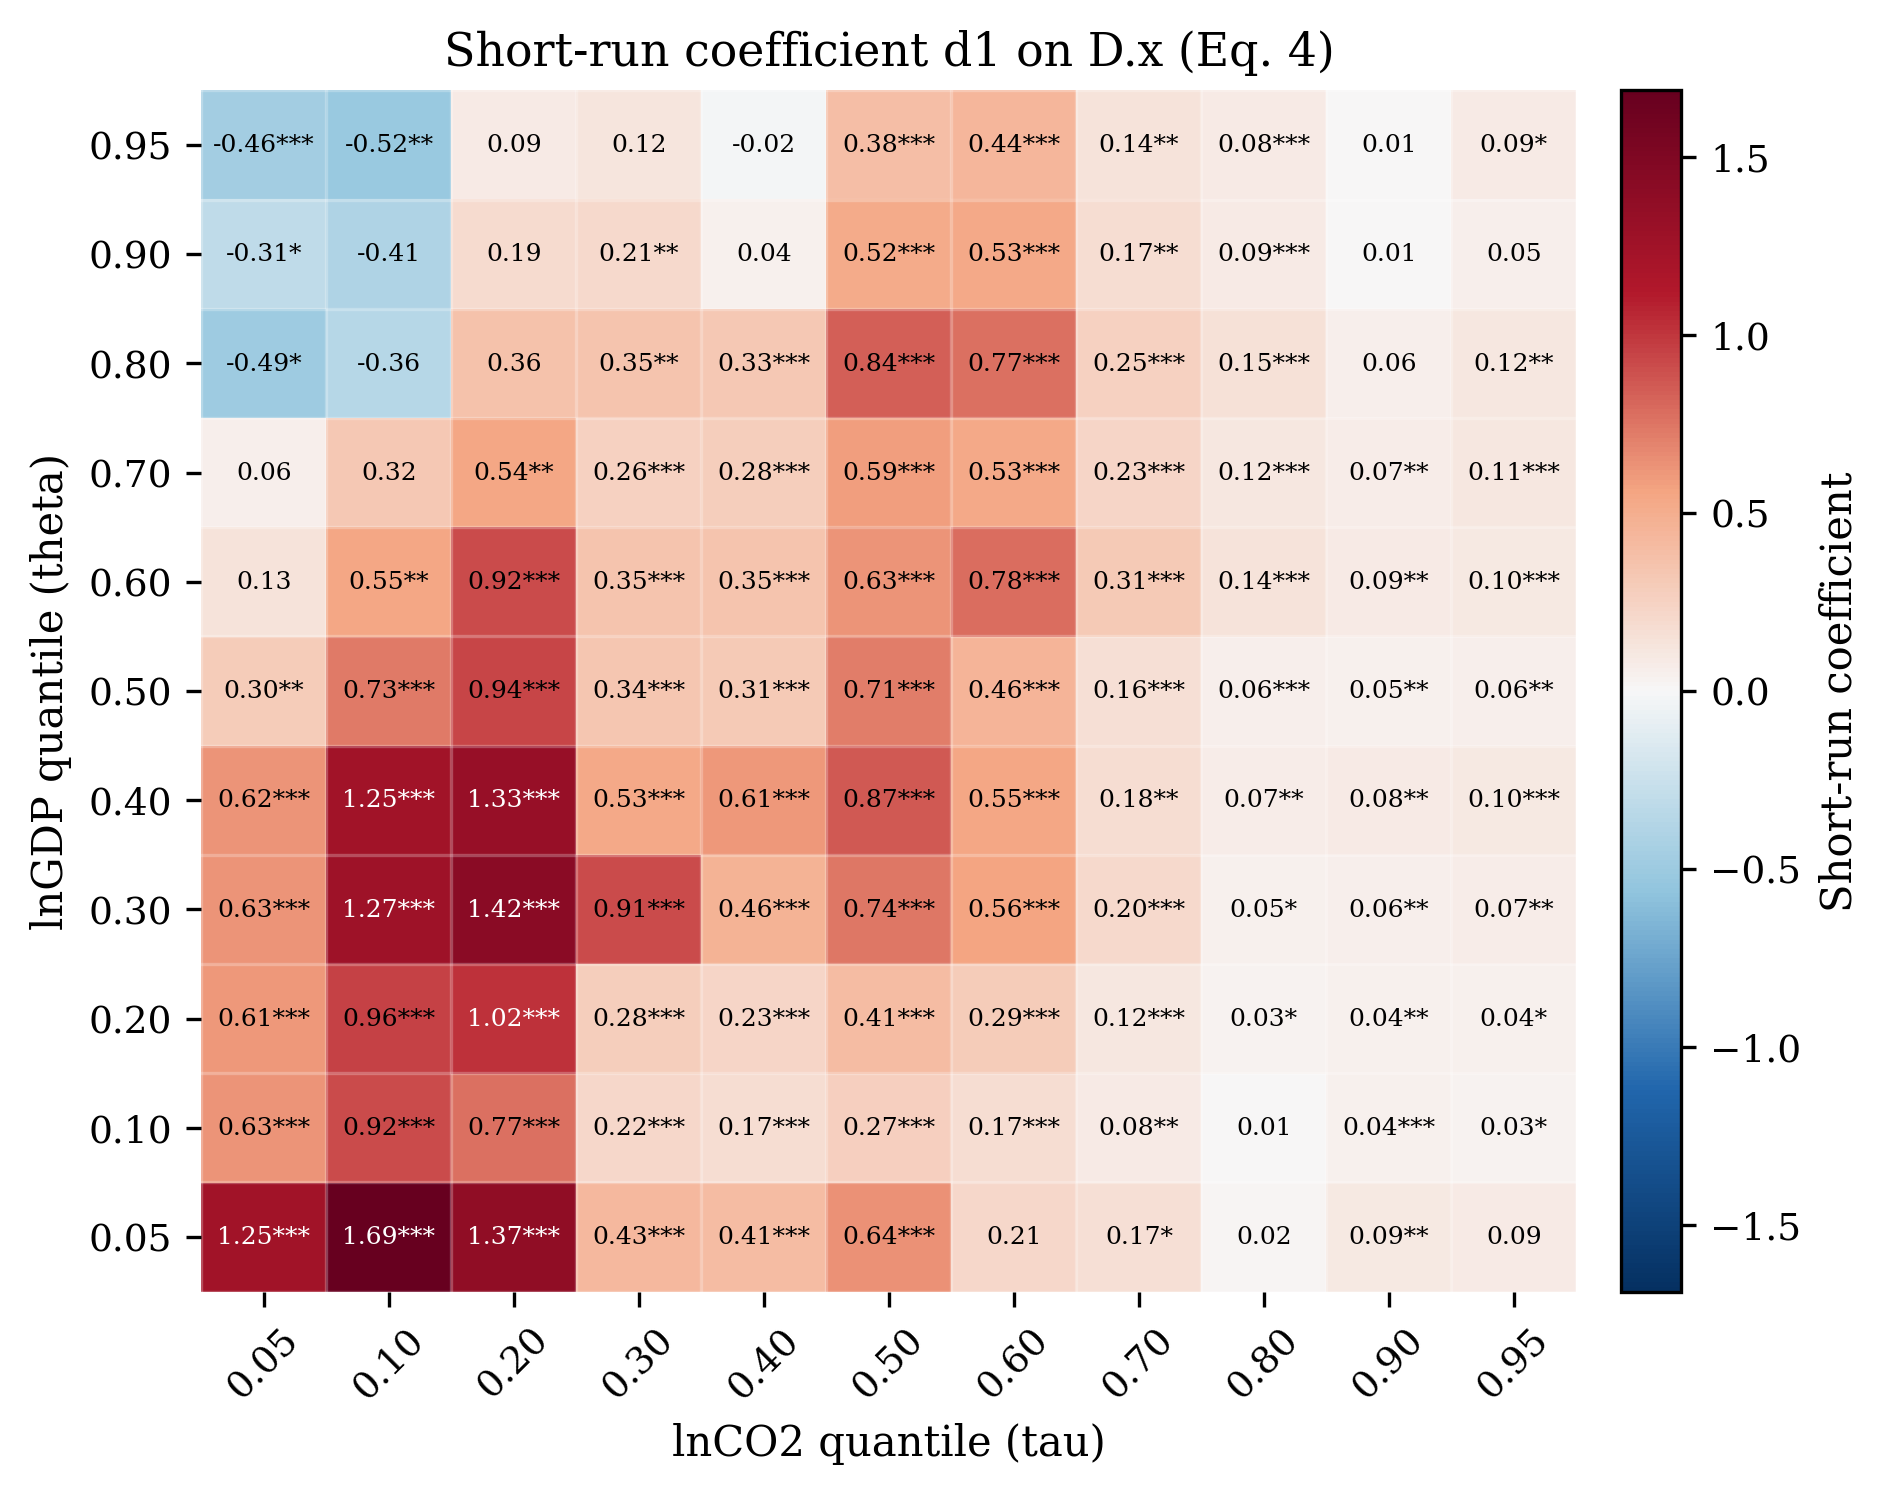 Short-run coefficient d1 on D.x (Eq. 4)
0.95 -0.46*** -0.52** 0.09 0.12 -0.02 0.38*** 0.44*** 0.14** 0.08*** 0.01 0.09*
0.90 -0.31* -0.41 0.19 0.21** 0.04 0.52*** 0.53*** 0.17** 0.09*** 0.01 0.05
0.80 -0.49* -0.36 0.36 0.35** 0.33*** 0.84*** 0.77*** 0.25*** 0.15*** 0.06 0.12**
0.70 0.06 0.32 0.54** 0.26*** 0.28*** 0.59*** 0.53*** 0.23*** 0.12*** 0.07** 0.11***
0.60 0.13 0.55** 0.92*** 0.35*** 0.35*** 0.63*** 0.78*** 0.31*** 0.14*** 0.09** 0.10***
0.50 0.30** 0.73*** 0.94*** 0.34*** 0.31*** 0.71*** 0.46*** 0.16*** 0.06*** 0.05** 0.06**
0.40 0.62*** 1.25*** 1.33*** 0.53*** 0.61*** 0.87*** 0.55*** 0.18** 0.07** 0.08** 0.10***
0.30 0.63*** 1.27*** 1.42*** 0.91*** 0.46*** 0.74*** 0.56*** 0.20*** 0.05* 0.06** 0.07**
0.20 0.61*** 0.96*** 1.02*** 0.28*** 0.23*** 0.41*** 0.29*** 0.12*** 0.03* 0.04** 0.04*
0.10 0.63*** 0.92*** 0.77*** 0.22*** 0.17*** 0.27*** 0.17*** 0.08** 0.01 0.04*** 0.03*
0.05 1.25*** 1.69*** 1.37*** 0.43*** 0.41*** 0.64*** 0.21 0.17* 0.02 0.09** 0.09
0.05 0.10 0.20 0.30 0.40 0.50 0.60 0.70 0.80 0.90 0.95
lnCO2 quantile (tau)
lnGDP quantile (theta)
1.5
1.0
0.5
0.0
−0.5
−1.0
−1.5
Short-run coefficient